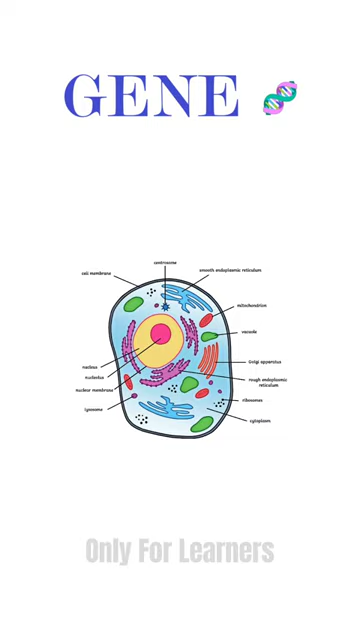 GENE
centrosome
smooth endoplasmic reticulum
cell membrane
mitochondrion
vacuole
Golgi apparatus
nucleus
nucleolus
rough endoplasmic
reticulum
nuclear membrane
ribosomes
lysosome
cytoplasm
Only For Learners